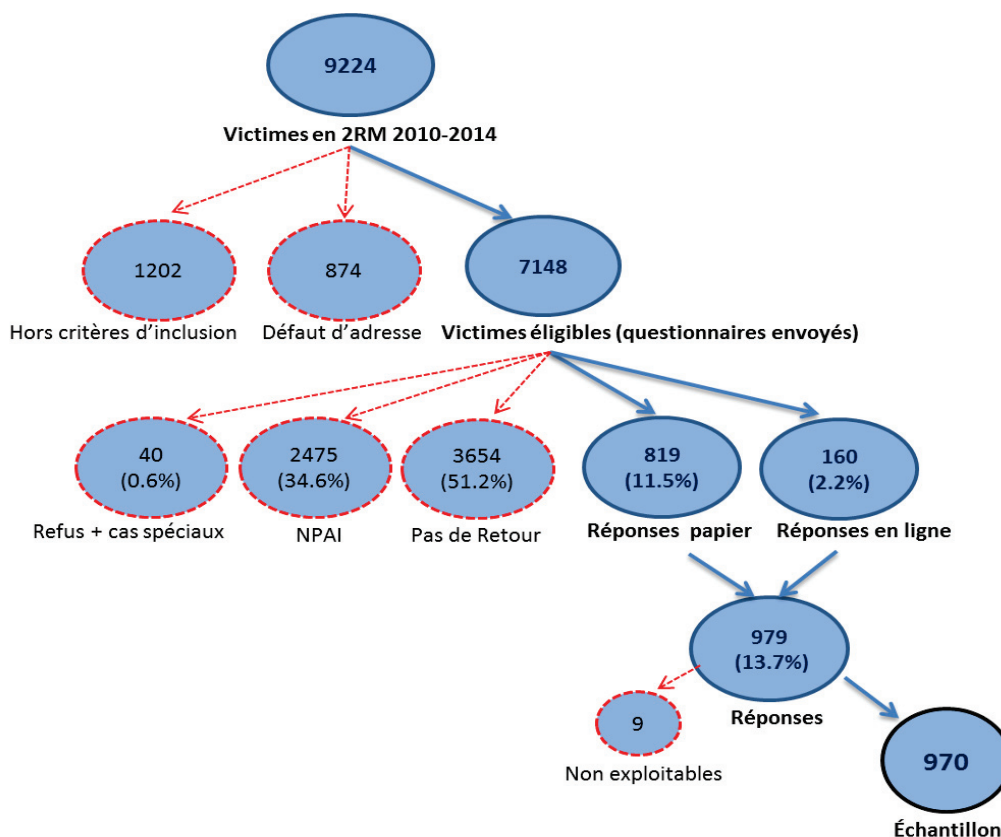 9224
Victimes en 2RM 2010-2014
1202
Hors critères d’inclusion
874
Défaut d’adresse
7148
Victimes éligibles (questionnaires envoyés)
40
(0.6%)
Refus + cas spéciaux
2475
(34.6%)
NPAI
3654
(51.2%)
Pas de Retour
819
(11.5%)
Réponses papier
160
(2.2%)
Réponses en ligne
979
(13.7%)
Réponses
9
Non exploitables
970
Échantillon